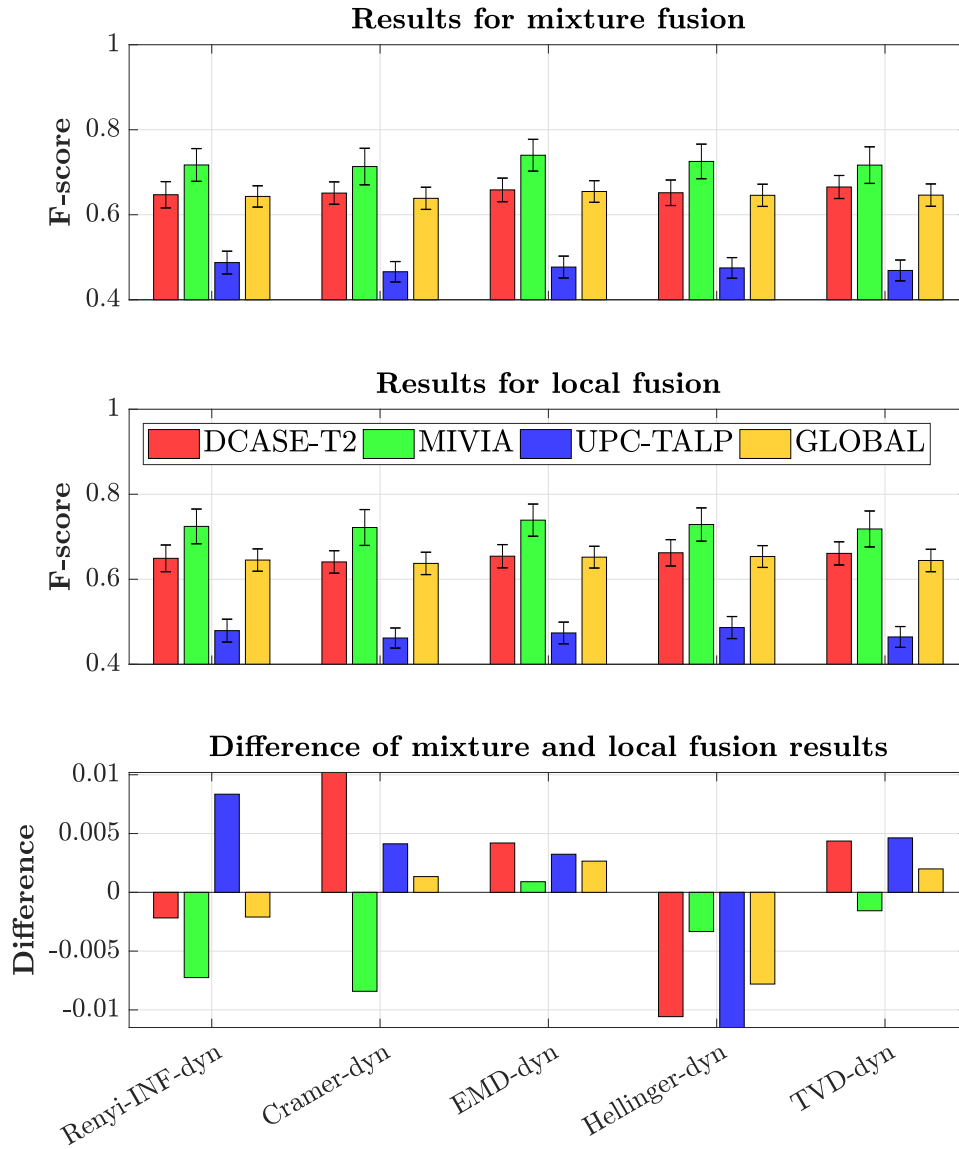 Results for mixture fusion
1
0.8
0.6
0.4
F-score
Results for local fusion
1
0.8
0.6
0.4
F-score
DCASE-T2 MIVIA UPC-TALP GLOBAL
Difference of mixture and local fusion results
0.01
0.005
0
-0.005
-0.01
Difference
Renyi-INF-dyn
Cramer-dyn
EMD-dyn
Hellinger-dyn
TVD-dyn